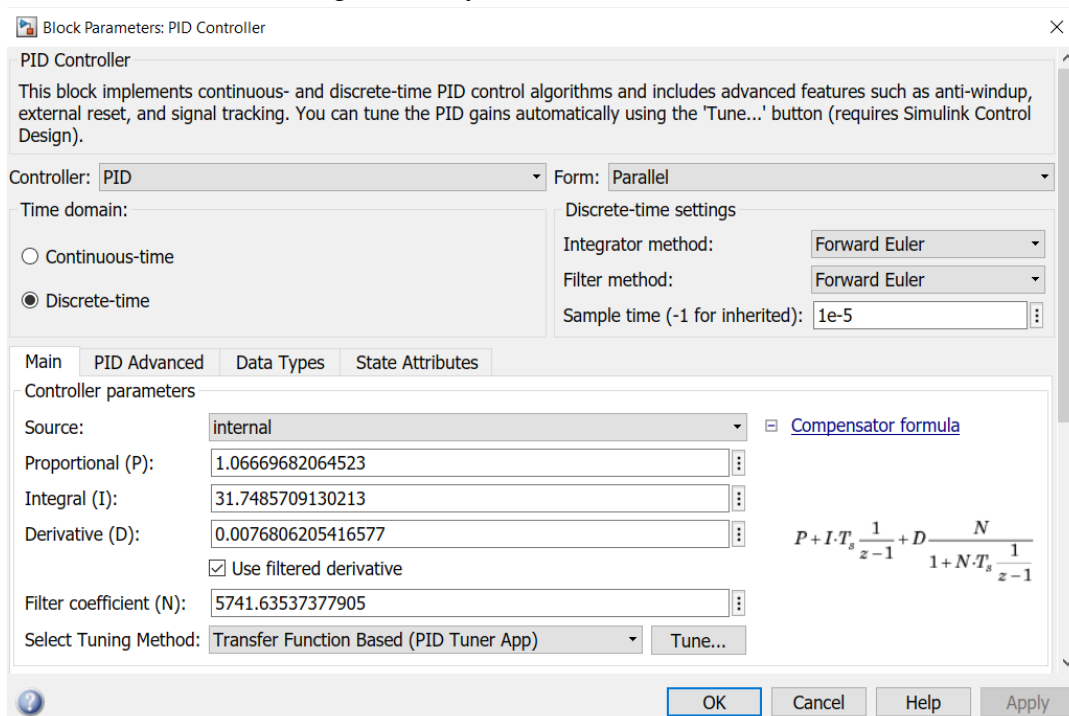 Block Parameters: PID Controller
PID Controller
This block implements continuous- and discrete-time PID control algorithms and includes advanced features such as anti-windup,
external reset, and signal tracking. You can tune the PID gains automatically using the 'Tune...' button (requires Simulink Control
Design).
Controller: PID Form: Parallel
Time domain:
Continuous-time
Discrete-time
Discrete-time settings
Integrator method: Forward Euler
Filter method: Forward Euler
Sample time (-1 for inherited): 1e-5
Main PID Advanced Data Types State Attributes
Controller parameters
Source: internal
Proportional (P): 1.06669682064523
Integral (I): 31.7485709130213
Derivative (D): 0.0076806205416577
Use filtered derivative
Filter coefficient (N): 5741.63537377905
Select Tuning Method: Transfer Function Based (PID Tuner App) Tune...
Compensator formula
P + I·T_s 1/(z−1) + D N/(1 + N·T_s 1/(z−1))
OK Cancel Help Apply